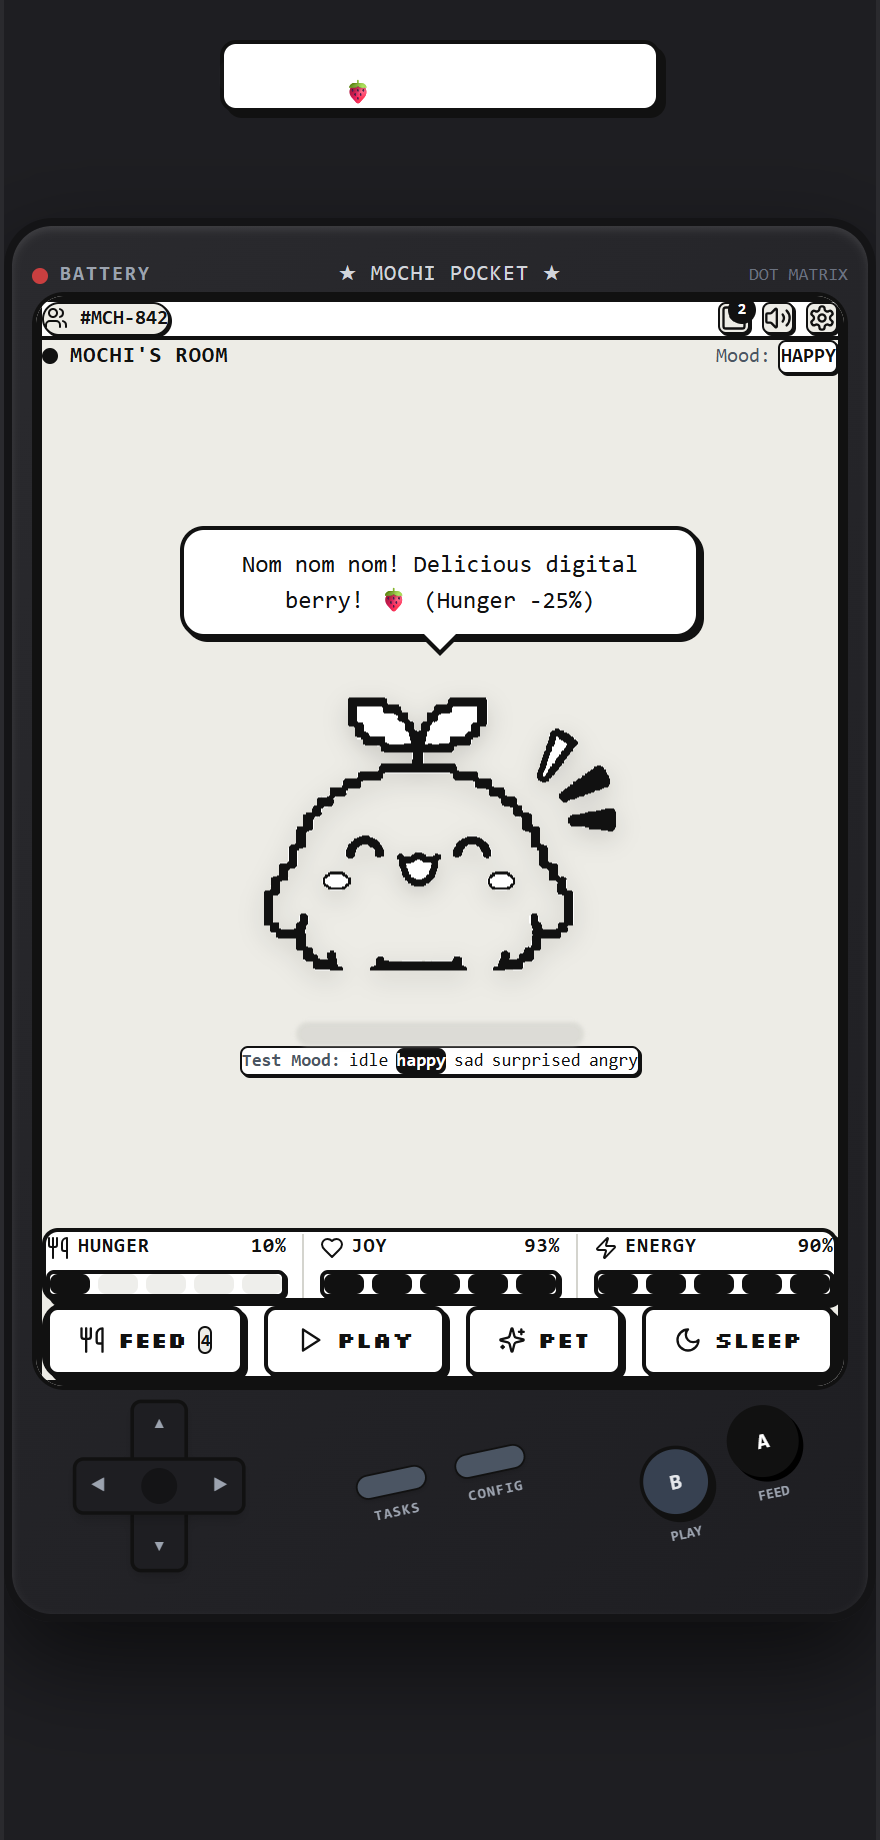 🍓
BATTERY ★ MOCHI POCKET ★ DOT MATRIX
#MCH-842 2
MOCHI'S ROOM Mood: HAPPY
Nom nom nom! Delicious digital
berry! 🍓 (Hunger -25%)
Test Mood: idle happy sad surprised angry
HUNGER 10% JOY 93% ENERGY 90%
FEED 4 PLAY PET SLEEP
▲
◀ ▶
▼
TASKS CONFIG
B A
PLAY FEED